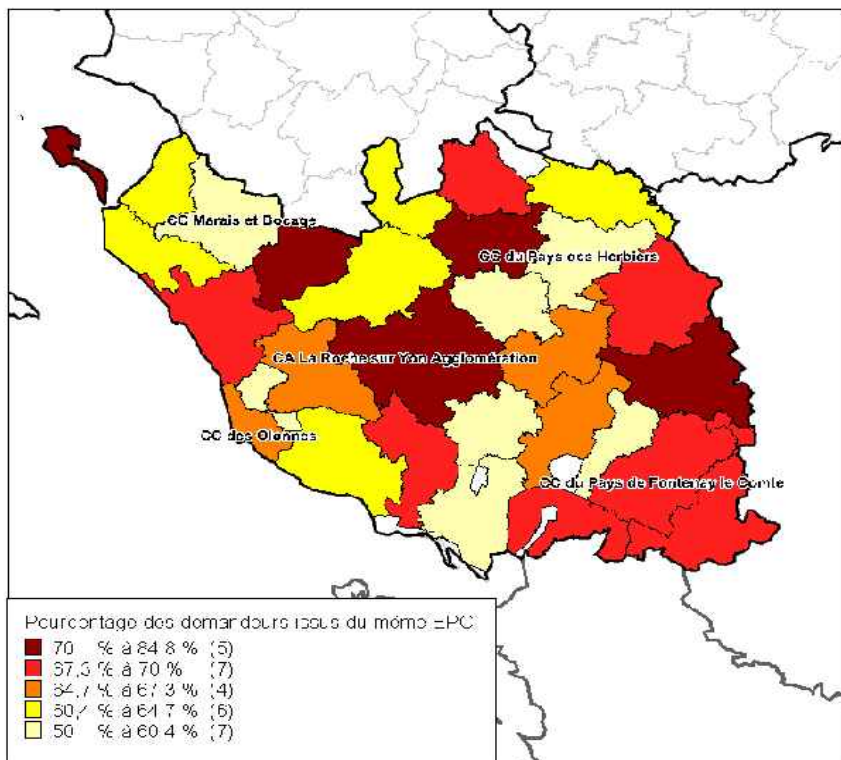 CC Marais et Bocage
CC du Pays des Herbiers
CA La Roche sur Yon Agglomération
CC des Olonnes
CC du Pays de Fontenay le Comte
Pourcentage des demandeurs issus du même EPCI
70 % à 84,8 % (5)
67,3 % à 70 % (7)
64,7 % à 67,3 % (4)
60,4 % à 64,7 % (6)
50 % à 60,4 % (7)